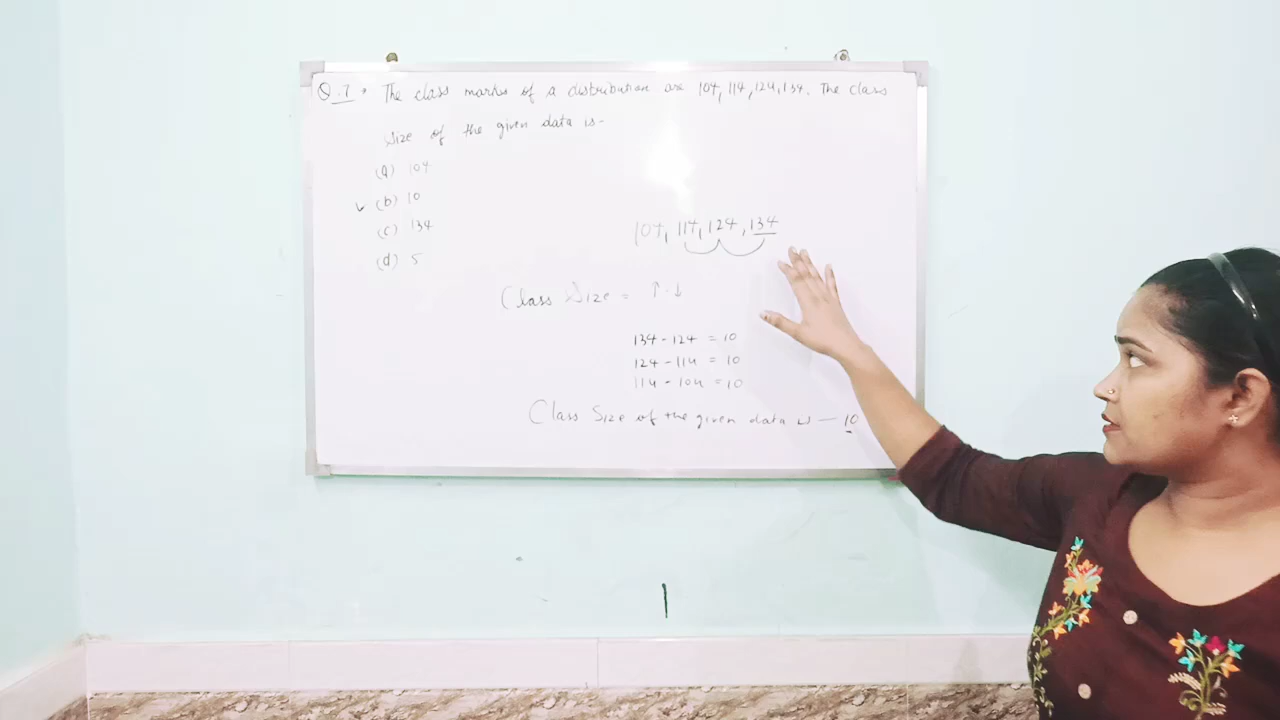 Q.7. The class marks of a distribution are 104, 114, 124, 134. The class
size of the given data is-
(a) 104
(b) 10
(c) 134
(d) 5
104, 114, 124, 134
Class Size = ↑ - ↓
134 - 124 = 10
124 - 114 = 10
114 - 104 = 10
Class Size of the given data is — 10